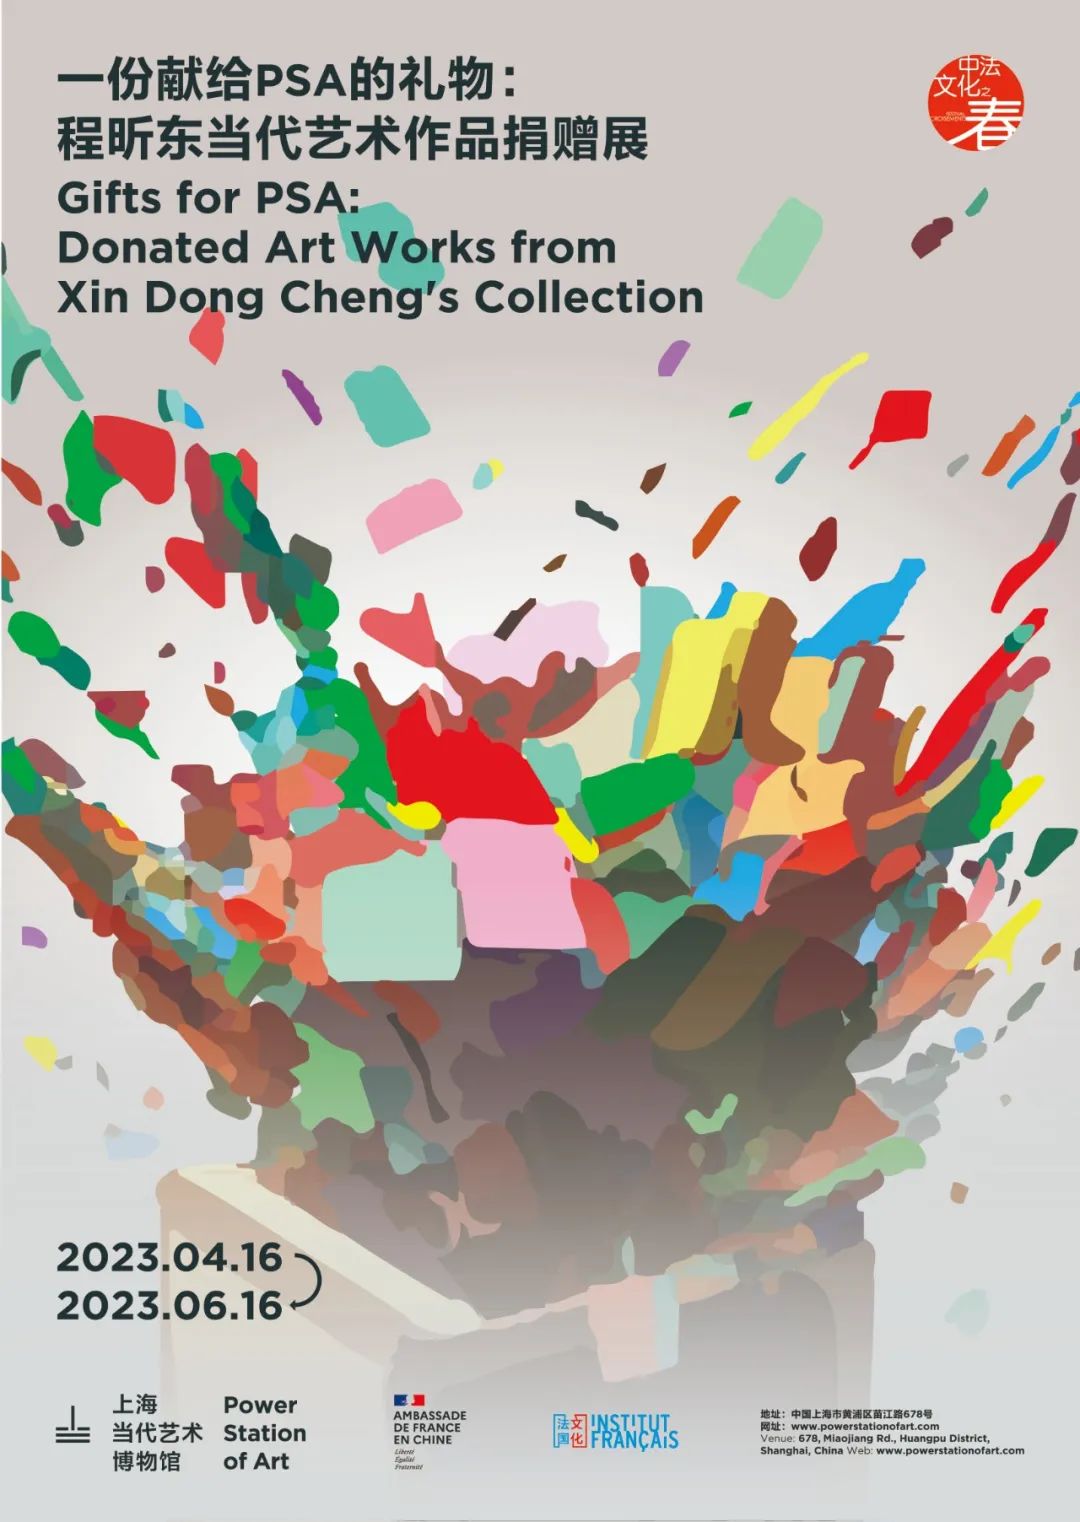 一份献给PSA的礼物：
程昕东当代艺术作品捐赠展
Gifts for PSA:
Donated Art Works from
Xin Dong Cheng's Collection
中法
文化之
春
FESTIVAL
CROISEMENTS
2023.04.16
2023.06.16
上海
当代艺术
博物馆
Power
Station
of Art
AMBASSADE
DE FRANCE
EN CHINE
Liberté
Égalité
Fraternité
法国
文化
INSTITUT
FRANÇAIS
地址：中国上海市黄浦区苗江路678号
网址：www.powerstationofart.com
Venue: 678, Miaojiang Rd., Huangpu District,
Shanghai, China Web: www.powerstationofart.com